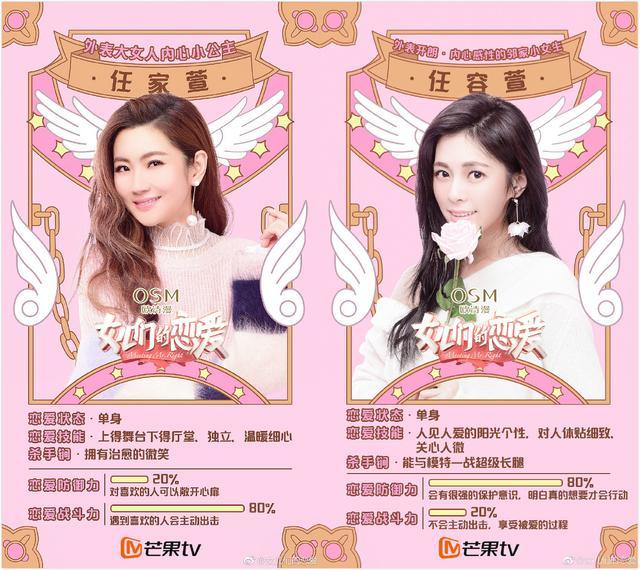 外表大女人内心小公主
·任家萱·
OSM
欧诗漫
女儿们的恋爱
Meeting Mr.Right
恋爱状态·单身
恋爱技能·上得舞台下得厅堂，独立，温暖细心
杀手锏·拥有治愈的微笑
恋爱防御力 20%
对喜欢的人可以敞开心扉
恋爱战斗力 80%
遇到喜欢的人会主动出击
芒果tv
外表开朗·内心感性的邻家小女生
·任容萱·
OSM
欧诗漫
女儿们的恋爱
Meeting Mr.Right
恋爱状态·单身
恋爱技能·人见人爱的阳光个性，对人体贴细致，
关心入微
杀手锏·能与模特一战超级长腿
恋爱防御力 80%
会有很强的保护意识，明白真的想要才会行动
恋爱战斗力 20%
不会主动出击，享受被爱的过程
芒果tv